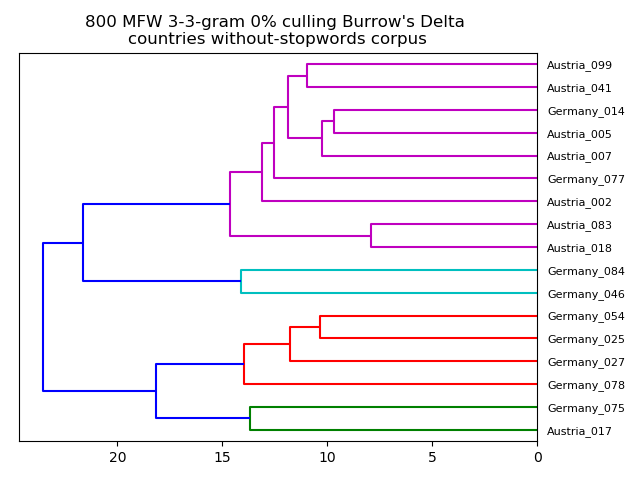 800 MFW 3-3-gram 0% culling Burrow's Delta
countries without-stopwords corpus
Austria_099
Austria_041
Germany_014
Austria_005
Austria_007
Germany_077
Austria_002
Austria_083
Austria_018
Germany_084
Germany_046
Germany_054
Germany_025
Germany_027
Germany_078
Germany_075
Austria_017
20 15 10 5 0